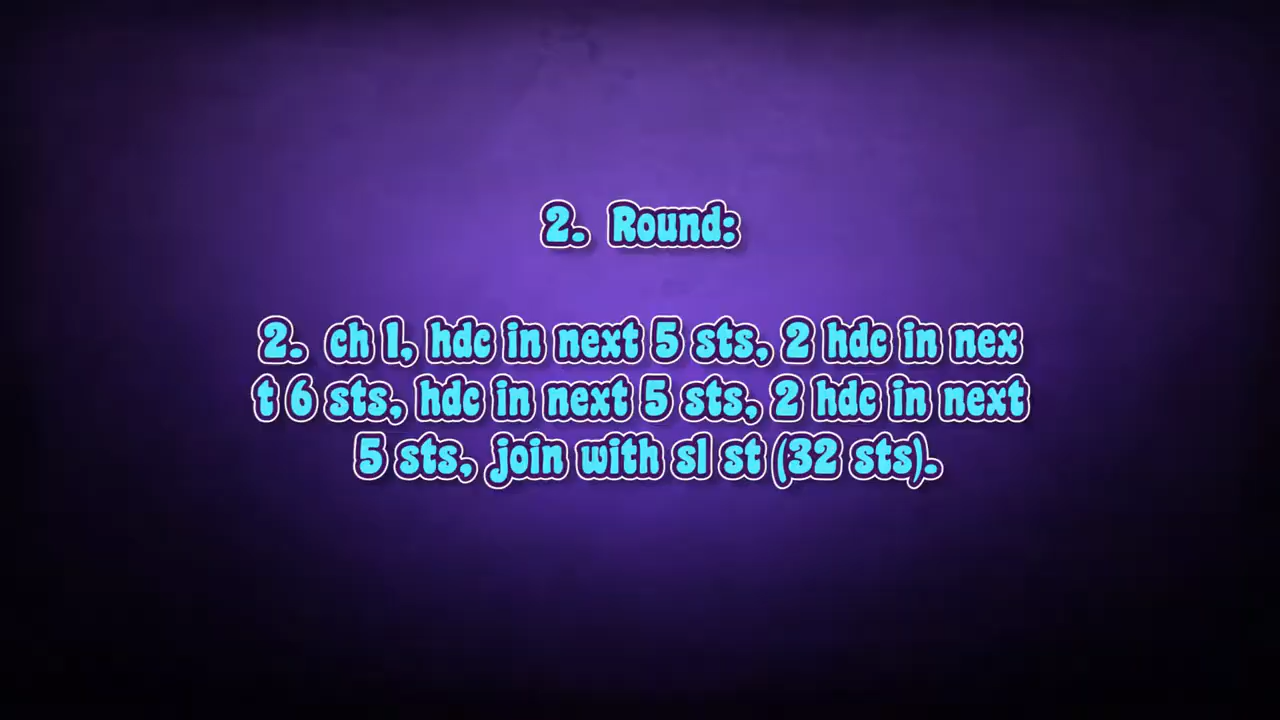 2. Round:
2. ch 1, hdc in next 5 sts, 2 hdc in nex
t 6 sts, hdc in next 5 sts, 2 hdc in next
5 sts, join with sl st (32 sts).